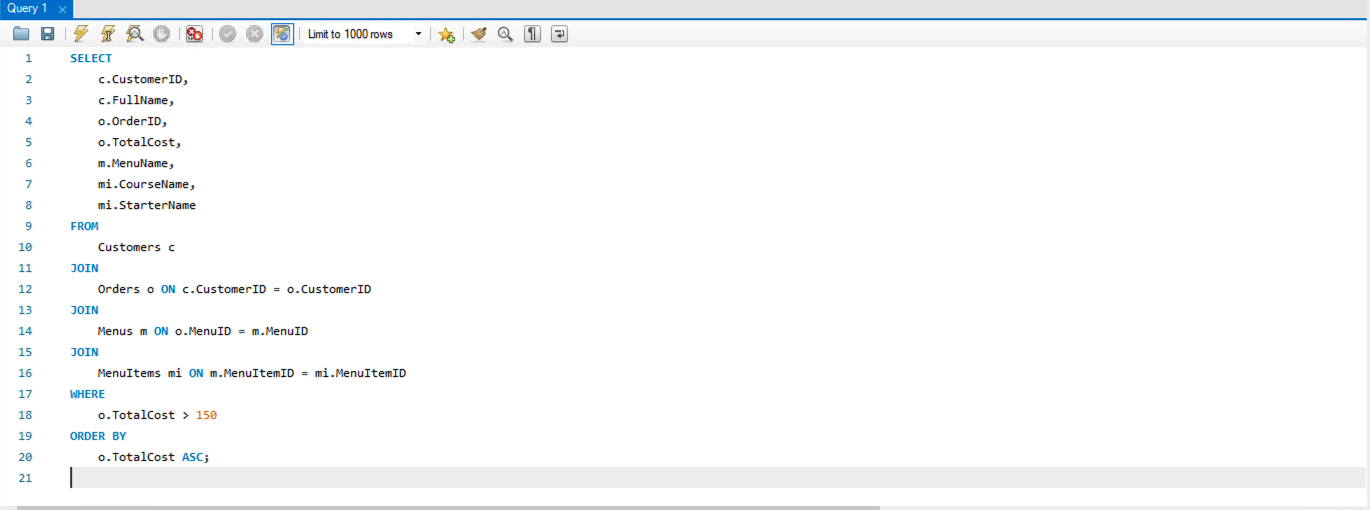 Query 1
Limit to 1000 rows
1 SELECT
2 c.CustomerID,
3 c.FullName,
4 o.OrderID,
5 o.TotalCost,
6 m.MenuName,
7 mi.CourseName,
8 mi.StarterName
9 FROM
10 Customers c
11 JOIN
12 Orders o ON c.CustomerID = o.CustomerID
13 JOIN
14 Menus m ON o.MenuID = m.MenuID
15 JOIN
16 MenuItems mi ON m.MenuItemID = mi.MenuItemID
17 WHERE
18 o.TotalCost > 150
19 ORDER BY
20 o.TotalCost ASC;
21